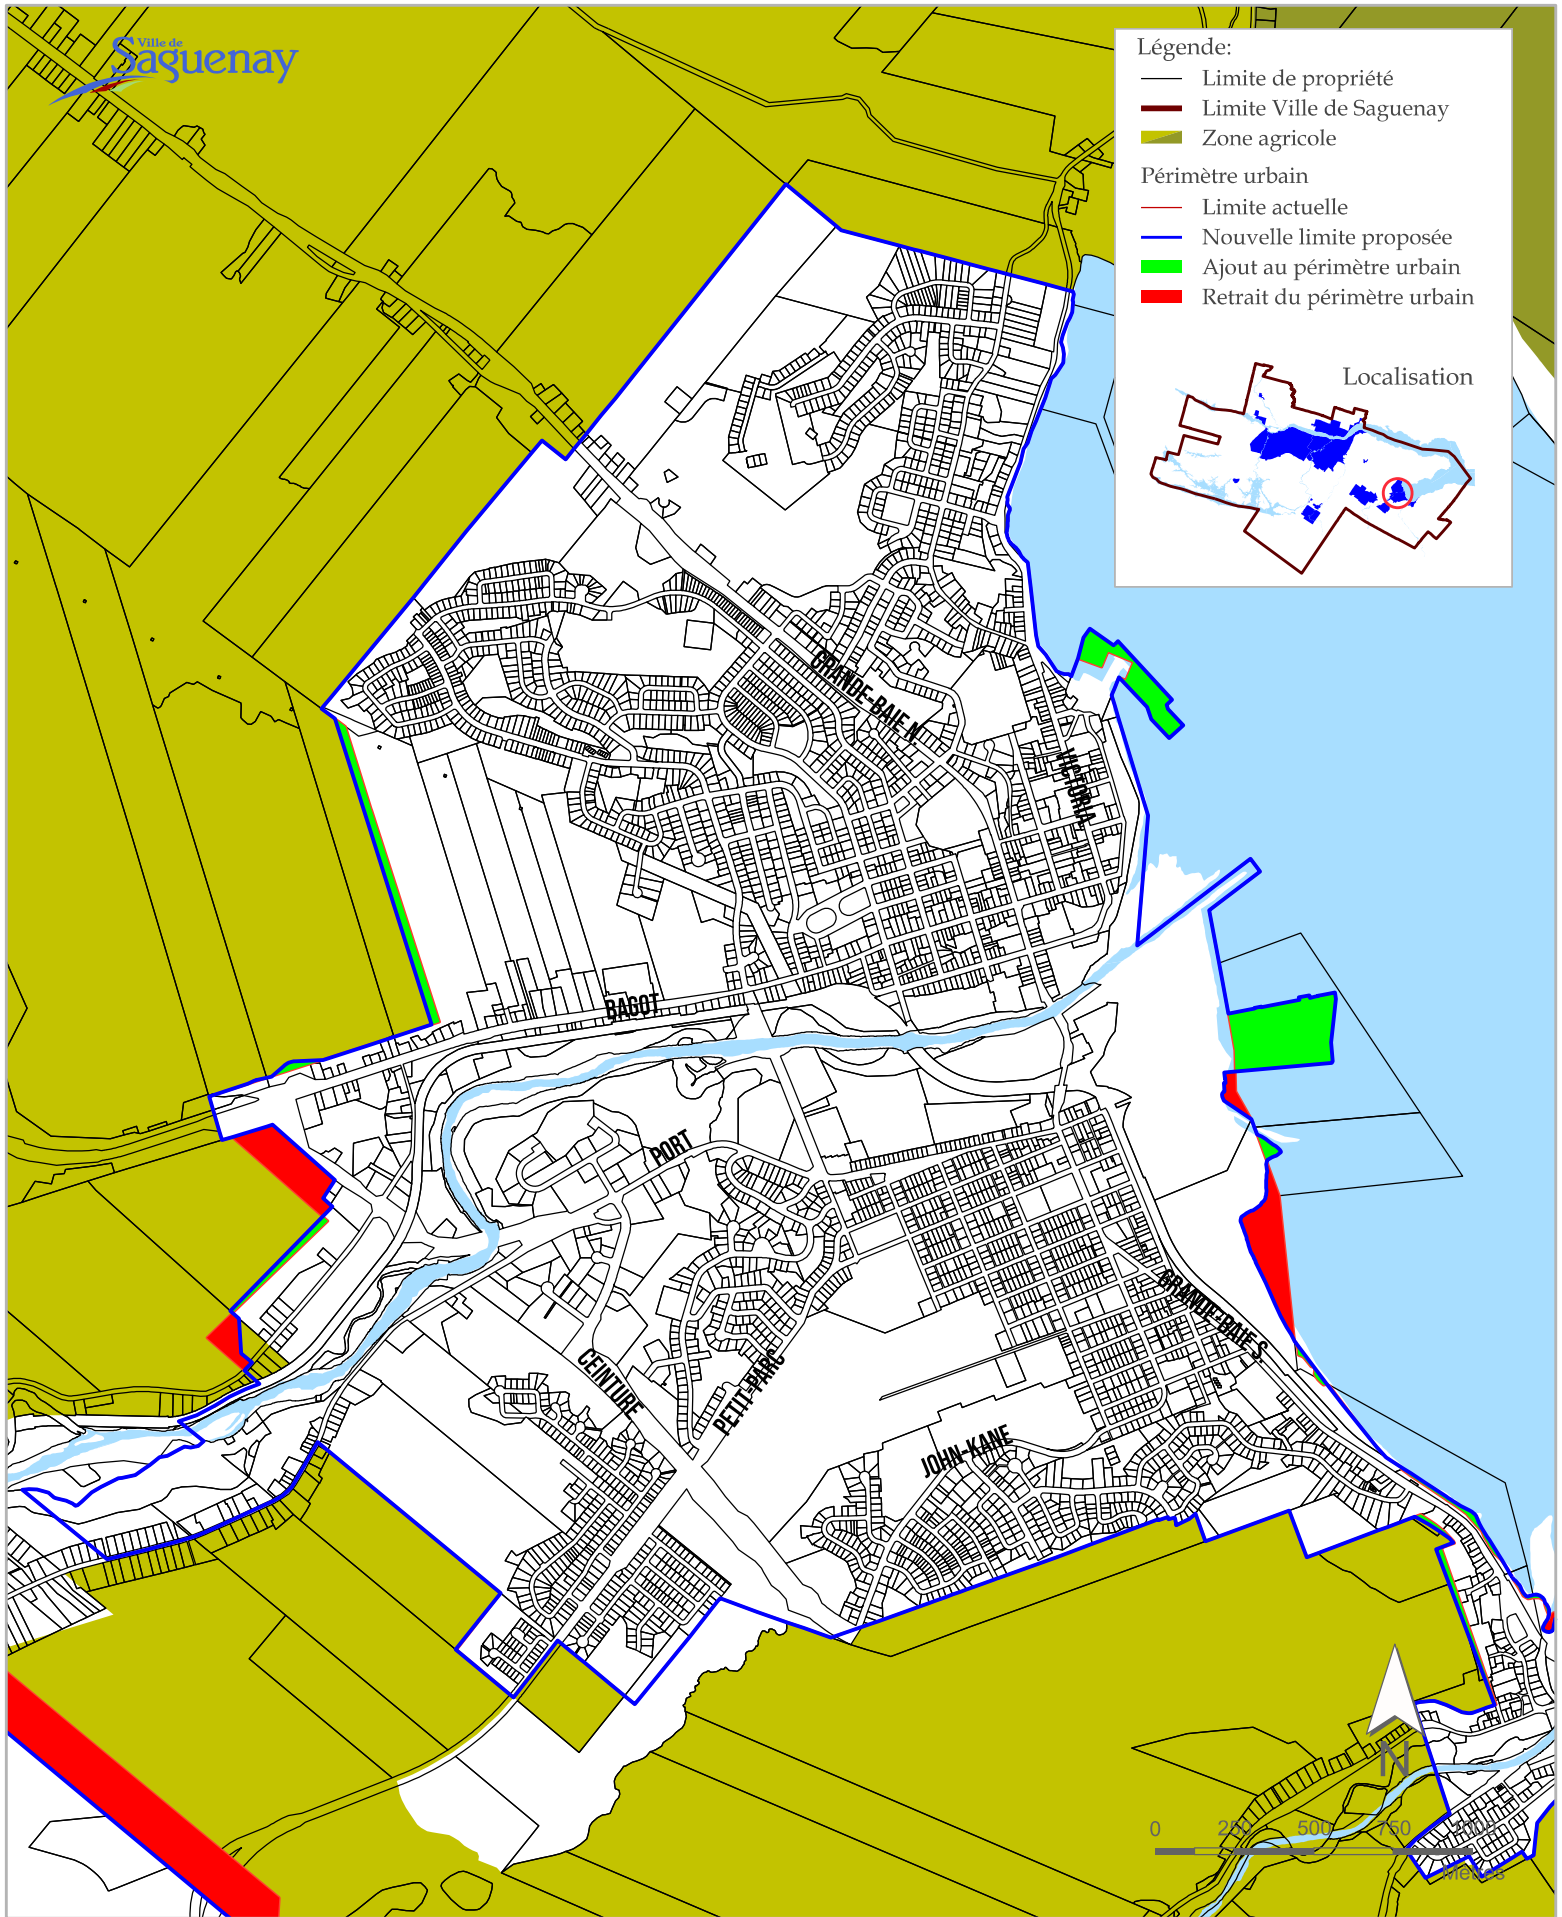 Ville de
Saguenay
Légende:
Limite de propriété
Limite Ville de Saguenay
Zone agricole
Périmètre urbain
Limite actuelle
Nouvelle limite proposée
Ajout au périmètre urbain
Retrait du périmètre urbain
Localisation
GRANDE-BAIE N.
VICTORIA
BAGOT
PORT
GRANDE-BAIE S.
CEINTURE
PETIT-PARC
JOHN-KANE
N
0 250 500 750 1000
Mètres